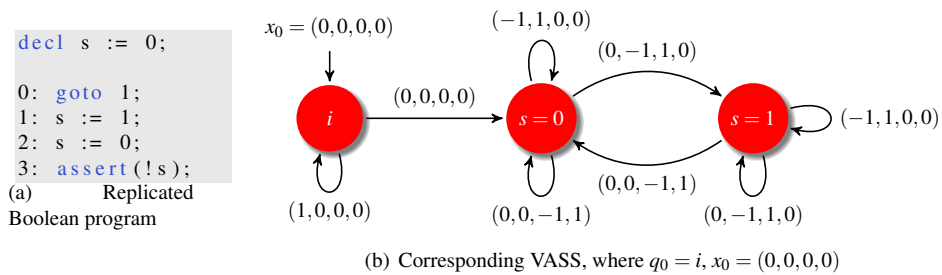 decl s := 0;
0: goto 1;
1: s := 1;
2: s := 0;
3: assert(!s);
(a) Replicated
Boolean program
x₀ = (0,0,0,0)
i
(1,0,0,0)
(0,0,0,0)
(−1,1,0,0)
s = 0
(0,0,−1,1)
(0,−1,1,0)
(0,0,−1,1)
s = 1
(−1,1,0,0)
(0,−1,1,0)
(b) Corresponding VASS, where q₀ = i, x₀ = (0,0,0,0)